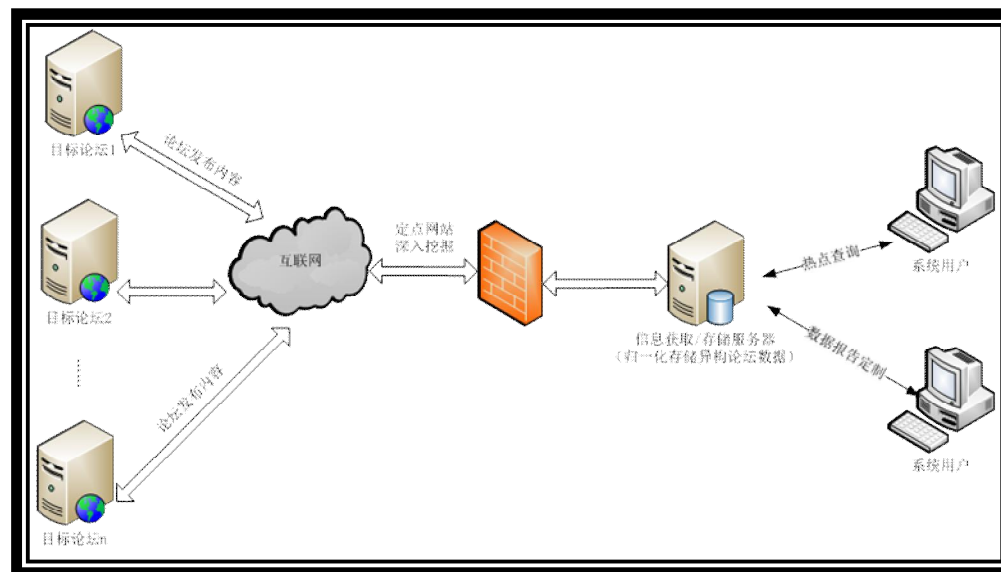 目标论坛1
论坛发布内容
目标论坛2
......
论坛发布内容
目标论坛n
互联网
定点网站
深入挖掘
信息获取/存储服务器
（归一化存储异构论坛数据）
热点查询
系统用户
数据报告定制
系统用户